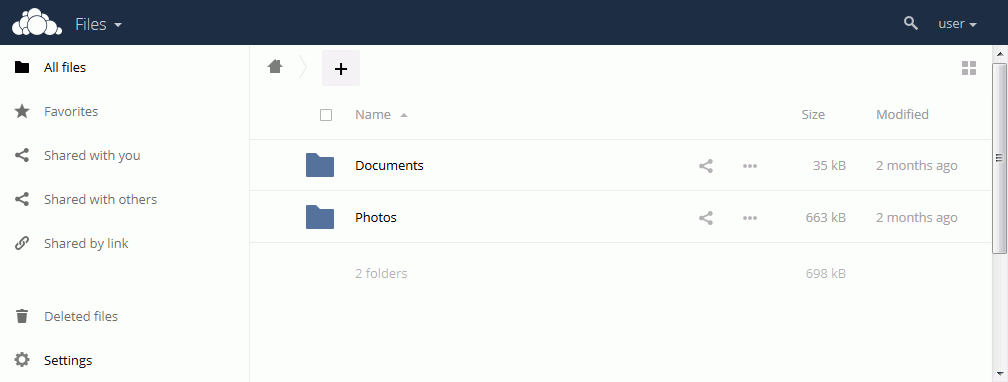 Files
user
All files
Favorites
Shared with you
Shared with others
Shared by link
Deleted files
Settings
Name Size Modified
Documents 35 kB 2 months ago
Photos 663 kB 2 months ago
2 folders 698 kB